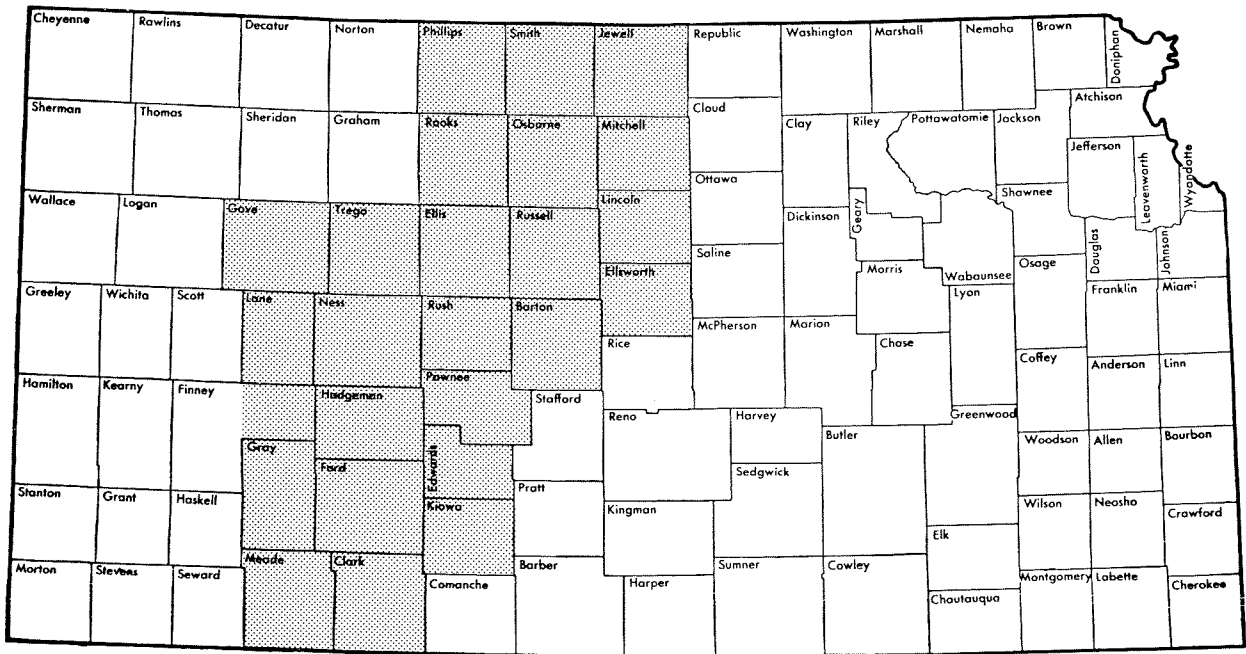 Cheyenne
Rawlins
Decatur
Norton
Phillips
Smith
Jewell
Republic
Washington
Marshall
Nemaha
Brown
Doniphan
Sherman
Thomas
Sheridan
Graham
Rooks
Osborne
Mitchell
Cloud
Clay
Riley
Pottawatomie
Jackson
Atchison
Jefferson
Leavenworth
Wyandotte
Wallace
Logan
Gove
Trego
Ellis
Russell
Lincoln
Ottawa
Dickinson
Geary
Shawnee
Wabaunsee
Douglas
Johnson
Ellsworth
Saline
Morris
Osage
Greeley
Wichita
Scott
Lane
Ness
Rush
Barton
Rice
McPherson
Marion
Chase
Lyon
Franklin
Miami
Coffey
Anderson
Linn
Hamilton
Kearny
Finney
Hodgeman
Pawnee
Stafford
Reno
Harvey
Butler
Greenwood
Woodson
Allen
Bourbon
Gray
Ford
Edwards
Sedgwick
Stanton
Grant
Haskell
Kiowa
Pratt
Kingman
Elk
Wilson
Neosho
Crawford
Morton
Stevens
Seward
Meade
Clark
Comanche
Barber
Harper
Sumner
Cowley
Chautauqua
Montgomery
Labette
Cherokee